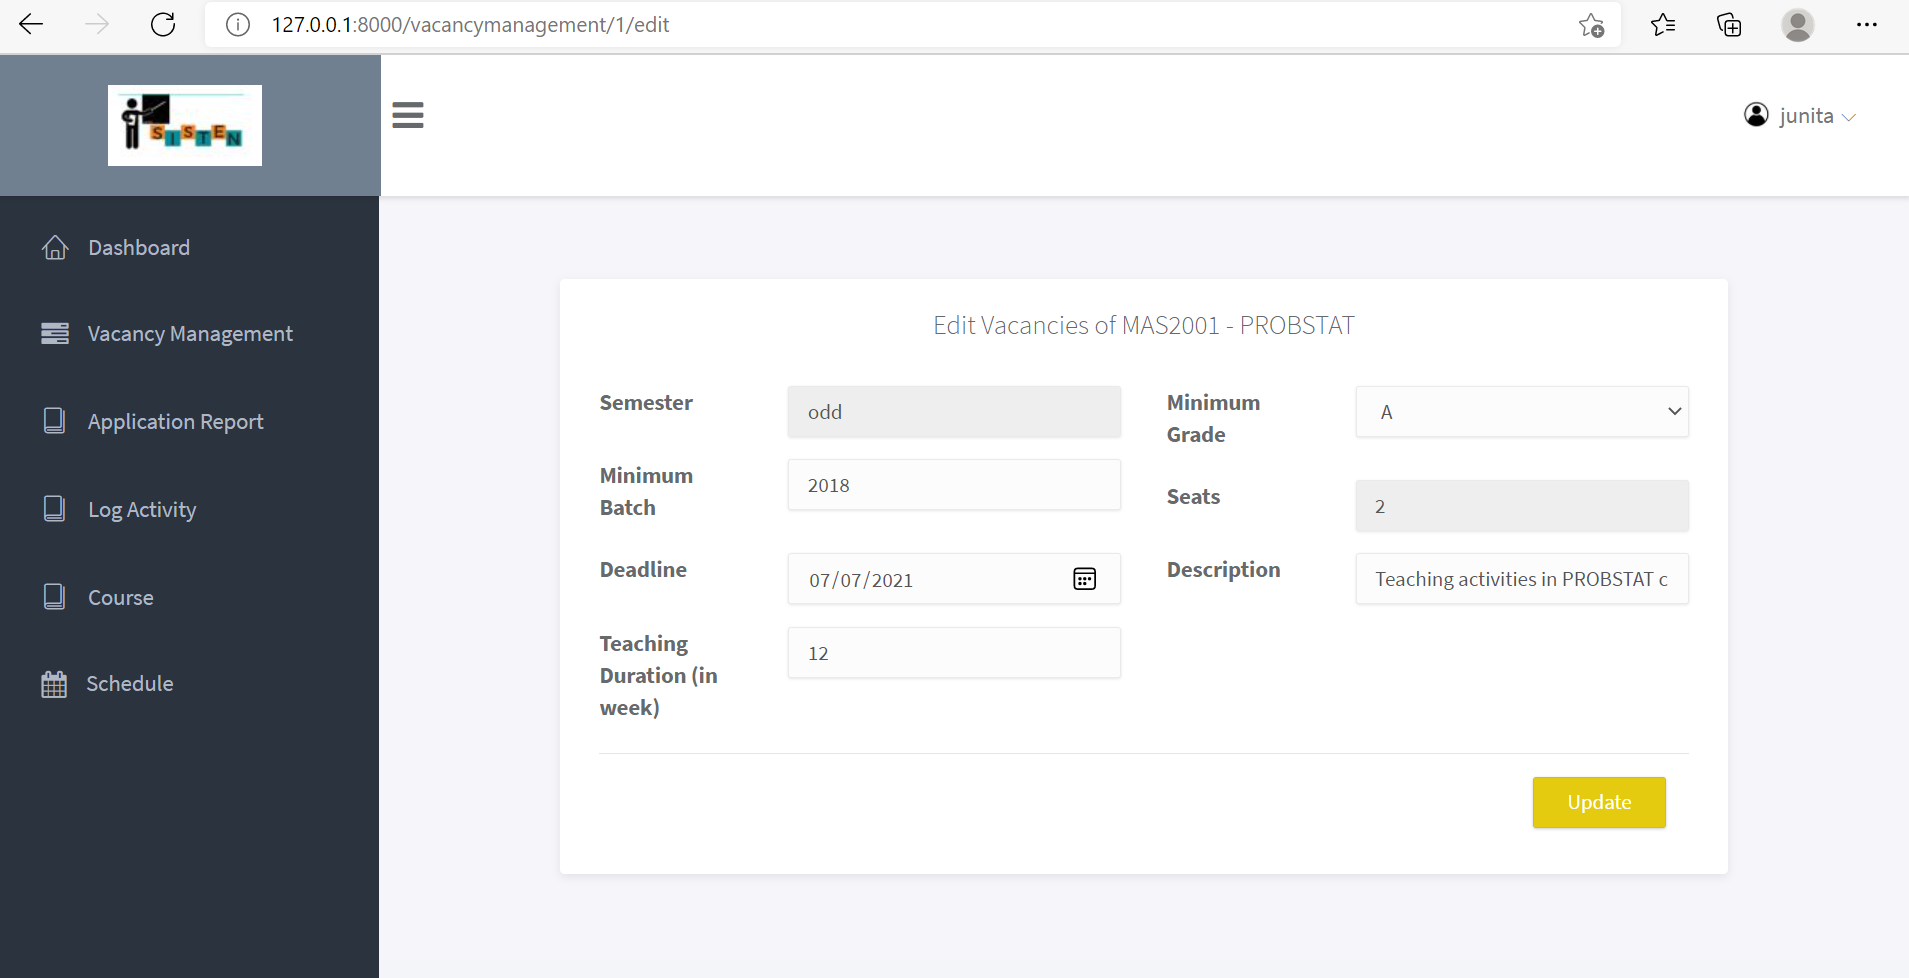 127.0.0.1:8000/vacancymanagement/1/edit
SISTEN
junita
Dashboard
Vacancy Management
Application Report
Log Activity
Course
Schedule
Edit Vacancies of MAS2001 - PROBSTAT
Semester
odd
Minimum
Batch
2018
Deadline
07/07/2021
Teaching
Duration (in
week)
12
Minimum
Grade
A
Seats
2
Description
Teaching activities in PROBSTAT c
Update